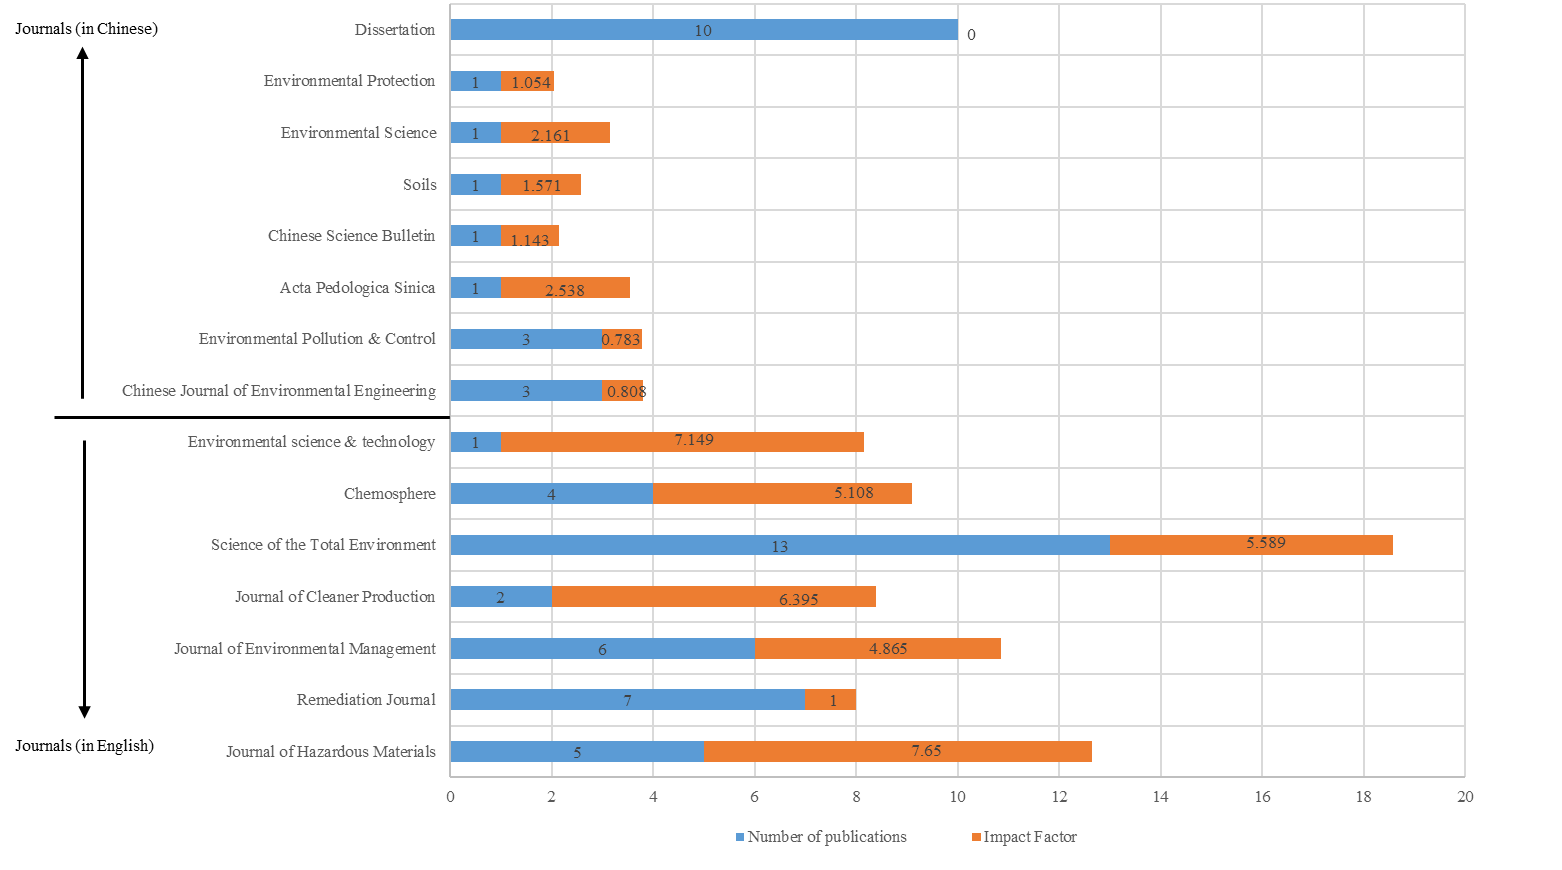 Journals (in Chinese)
Dissertation 10 0
Environmental Protection 1 1.054
Environmental Science 1 2.161
Soils 1 1.571
Chinese Science Bulletin 1 1.143
Acta Pedologica Sinica 1 2.538
Environmental Pollution & Control 3 0.783
Chinese Journal of Environmental Engineering 3 0.808
Environmental science & technology 1 7.149
Chemosphere 4 5.108
Science of the Total Environment 13 5.589
Journal of Cleaner Production 2 6.395
Journal of Environmental Management 6 4.865
Remediation Journal 7 1
Journals (in English)
Journal of Hazardous Materials 5 7.65
0 2 4 6 8 10 12 14 16 18 20
Number of publications Impact Factor